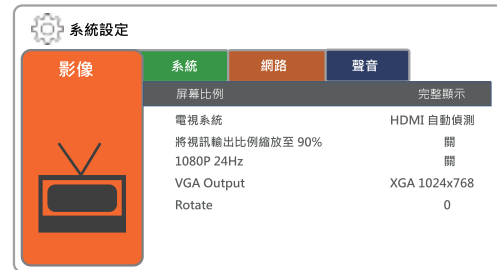 系統設定
影像
系統 網路 聲音
屏幕比例 完整顯示
電視系統 HDMI 自動偵測
將視訊輸出比例縮放至 90% 關
1080P 24Hz 關
VGA Output XGA 1024x768
Rotate 0